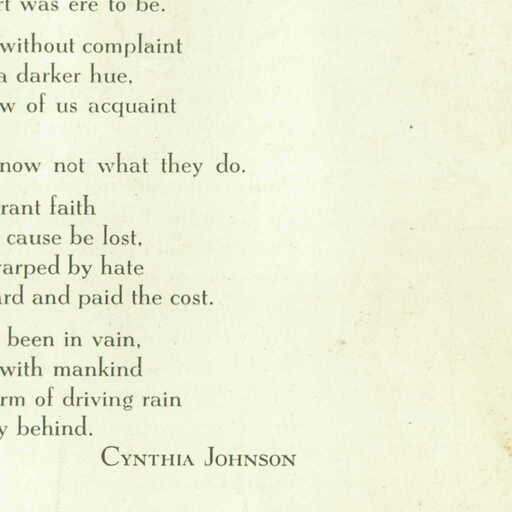 rt was ere to be.
without complaint
a darker hue,
w of us acquaint
now not what they do.
rant faith
cause be lost,
arped by hate
ard and paid the cost.
been in vain,
with mankind
rm of driving rain
y behind.
Cynthia Johnson